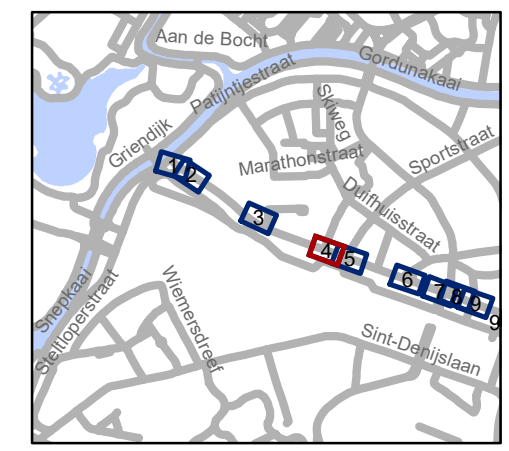 Aan de Bocht
Gordunakaai
Patijntjestraat
Skiweg
Griendijk
Marathonstraat
Sportstraat
Duifhuisstraat
1
2
3
4
5
6
7
8
9
9
Snepkaai
Steltloperstraat
Wiemersdreef
Sint-Denijslaan